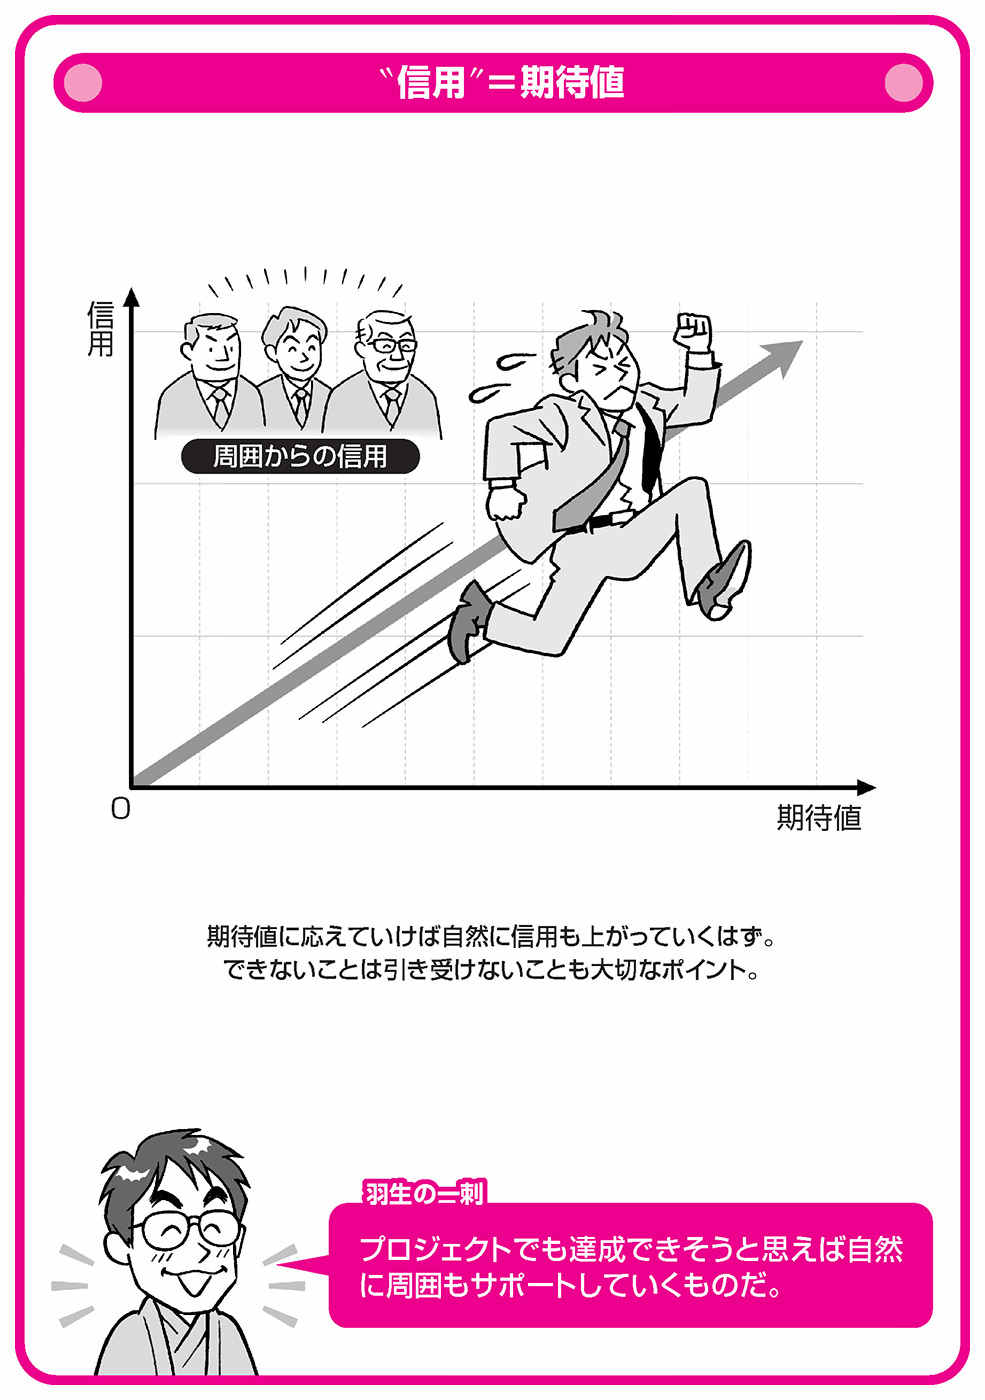 〝信用〟＝期待値
信用
周囲からの信用
0
期待値
期待値に応えていけば自然に信用も上がっていくはず。
できないことは引き受けないことも大切なポイント。
羽生の一刺
プロジェクトでも達成できそうと思えば自然
に周囲もサポートしていくものだ。